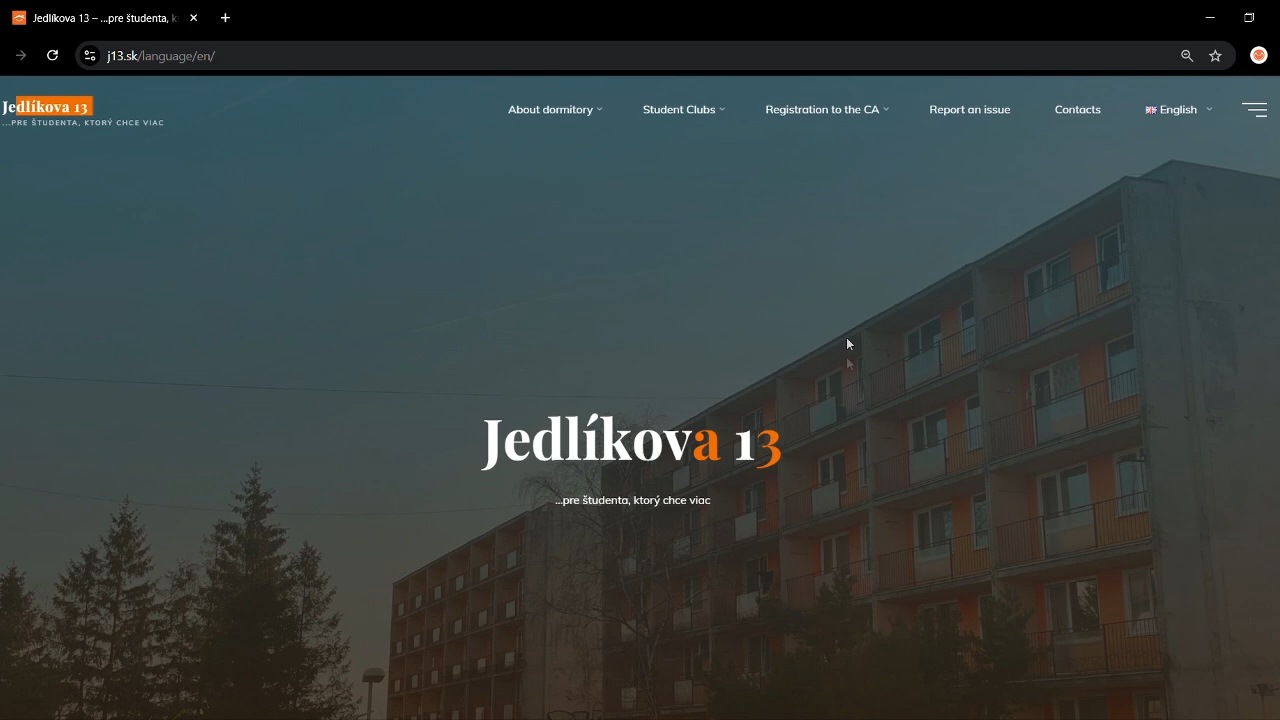 Jedlíkova 13 – ...pre študenta, k
j13.sk/language/en/
Jedlíkova 13
...PRE ŠTUDENTA, KTORÝ CHCE VIAC
About dormitory
Student Clubs
Registration to the CA
Report an issue
Contacts
English
Jedlíkova 13
...pre študenta, ktorý chce viac